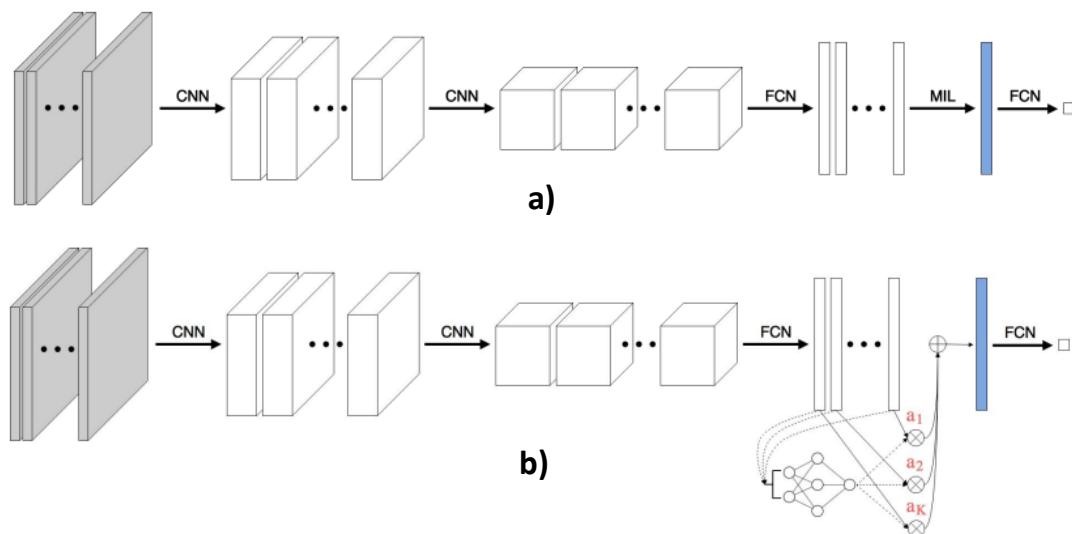 CNN CNN FCN MIL FCN
a)
CNN CNN FCN FCN
a1
b) a2
aK